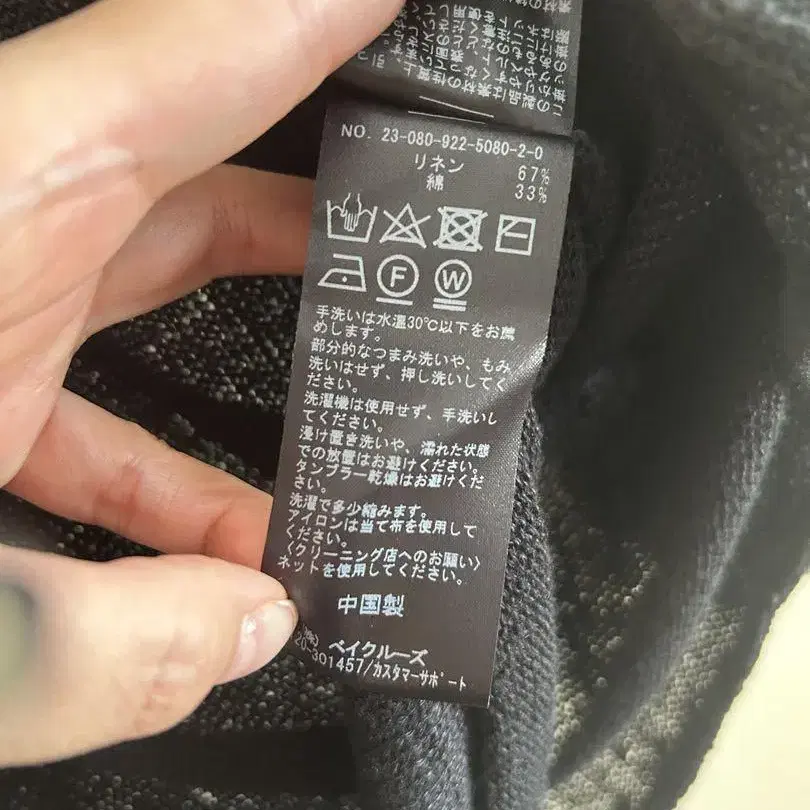 NO. 23-080-922-5080-2-0
リネン 67%
綿 33%
F W
手洗いは水温30℃以下をお薦
めします。
部分的なつまみ洗いや、もみ
洗いはせず、押し洗いしてく
ださい。
洗濯機は使用せず、手洗いし
てください。
浸け置き洗いや、濡れた状態
での放置はお避けください。
タンブラー乾燥はお避けくだ
さい。
洗濯で多少縮みます。
アイロンは当て布を使用して
ください。
〈クリーニング店へのお願い〉
ネットを使用してください。
中国製
(株) ベイクルーズ
20-301457/カスタマーサポート